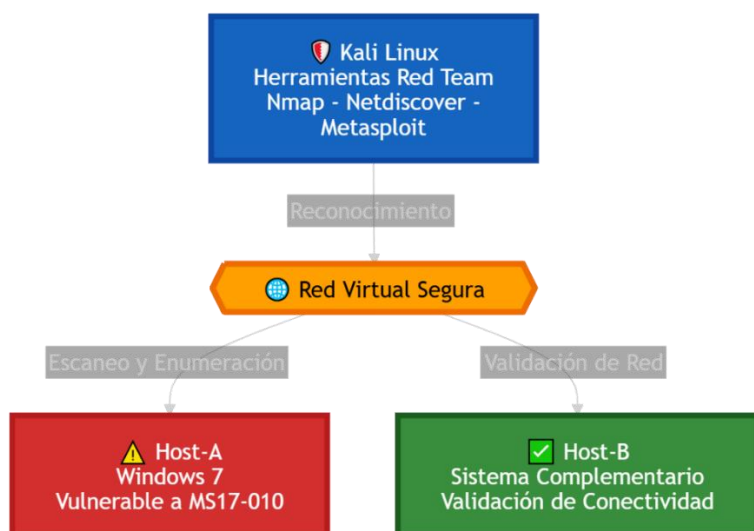 Kali Linux
Herramientas Red Team
Nmap - Netdiscover -
Metasploit
Reconocimiento
Red Virtual Segura
Escaneo y Enumeración
Validación de Red
Host-A
Windows 7
Vulnerable a MS17-010
Host-B
Sistema Complementario
Validación de Conectividad